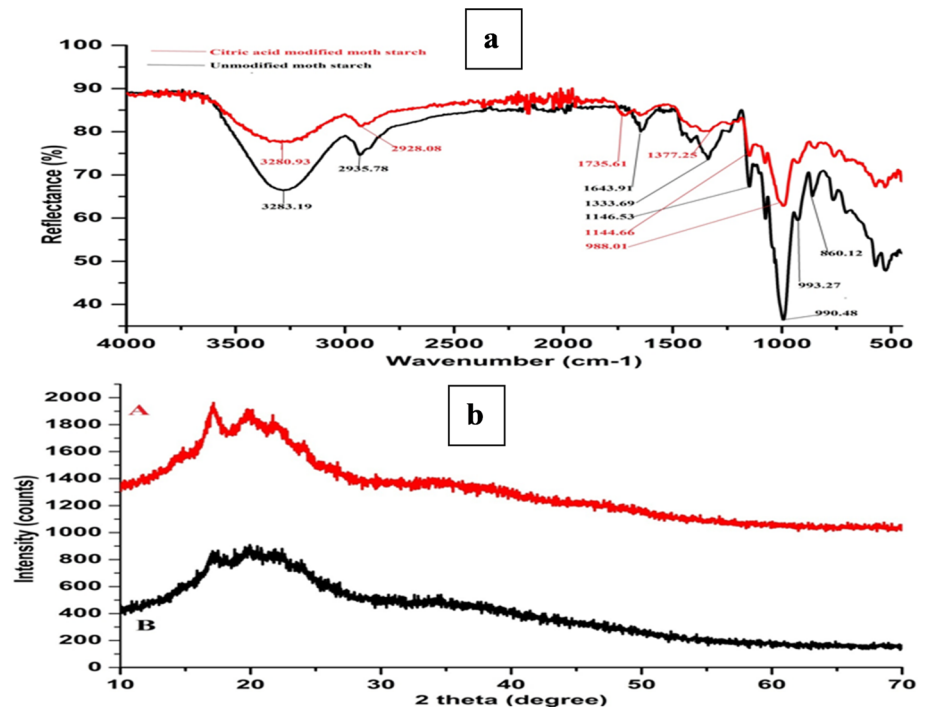 a
100
90
80
70
60
50
40
Reflectance (%)
Citric acid modified moth starch
Unmodified moth starch
3280.93
3283.19
2928.08
2935.78
1735.61
1377.25
1643.91
1333.69
1146.53
1144.66
988.01
860.12
993.27
990.48
4000 3500 3000 2500 2000 1500 1000 500
Wavenumber (cm-1)
b
2000
1800
1600
1400
1200
1000
800
600
400
200
0
Intensity (counts)
A
B
10 20 30 40 50 60 70
2 theta (degree)